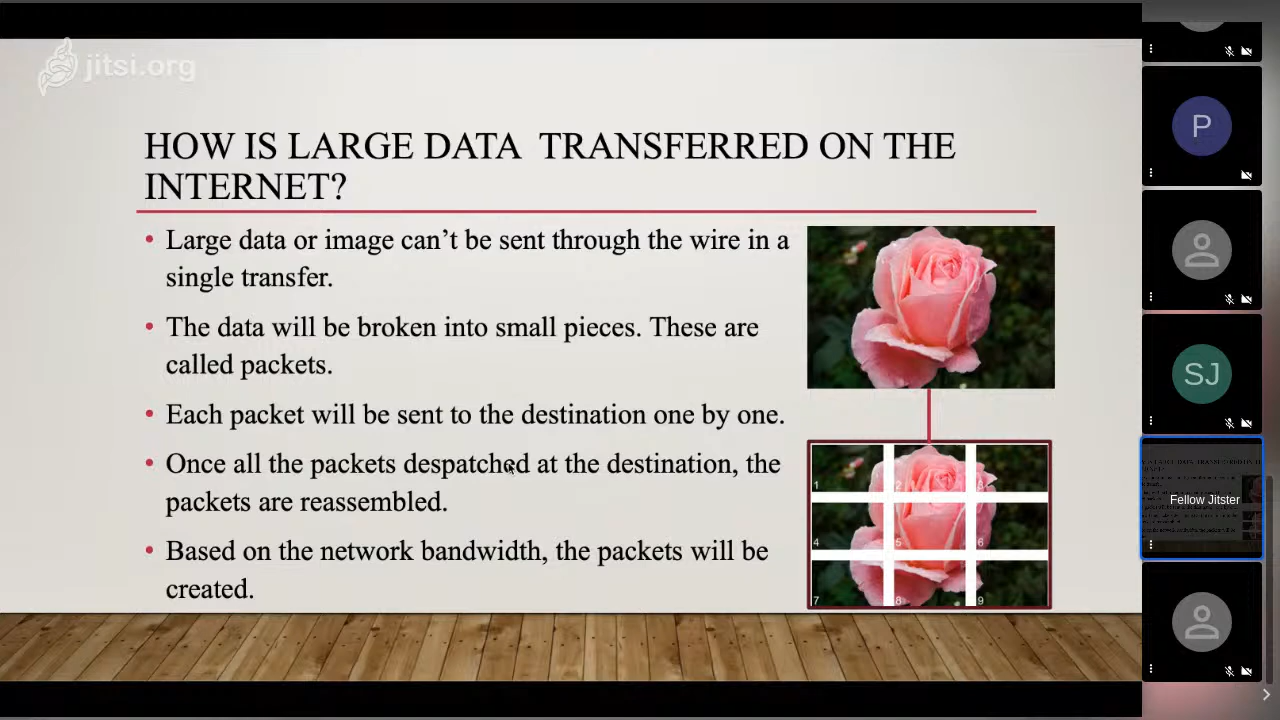 jitsi.org
HOW IS LARGE DATA TRANSFERRED ON THE
INTERNET?
• Large data or image can’t be sent through the wire in a
single transfer.
• The data will be broken into small pieces. These are
called packets.
• Each packet will be sent to the destination one by one.
• Once all the packets despatched at the destination, the
packets are reassembled.
• Based on the network bandwidth, the packets will be
created.
1 2 3
4 5 6
7 8 9
P
SJ
Fellow Jitster